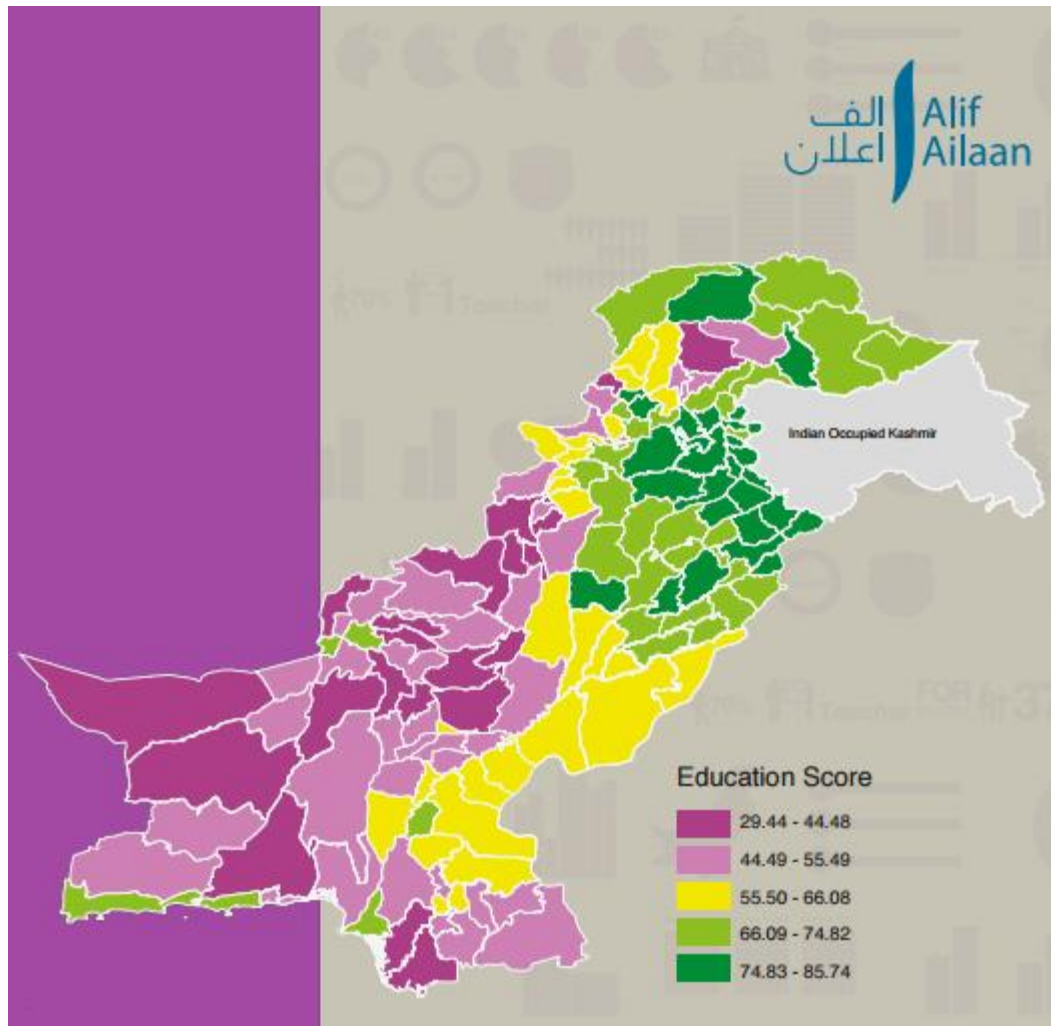 الف
اعلان
Alif
Ailaan
Indian Occupied Kashmir
Education Score
29.44 - 44.48
44.49 - 55.49
55.50 - 66.08
66.09 - 74.82
74.83 - 85.74